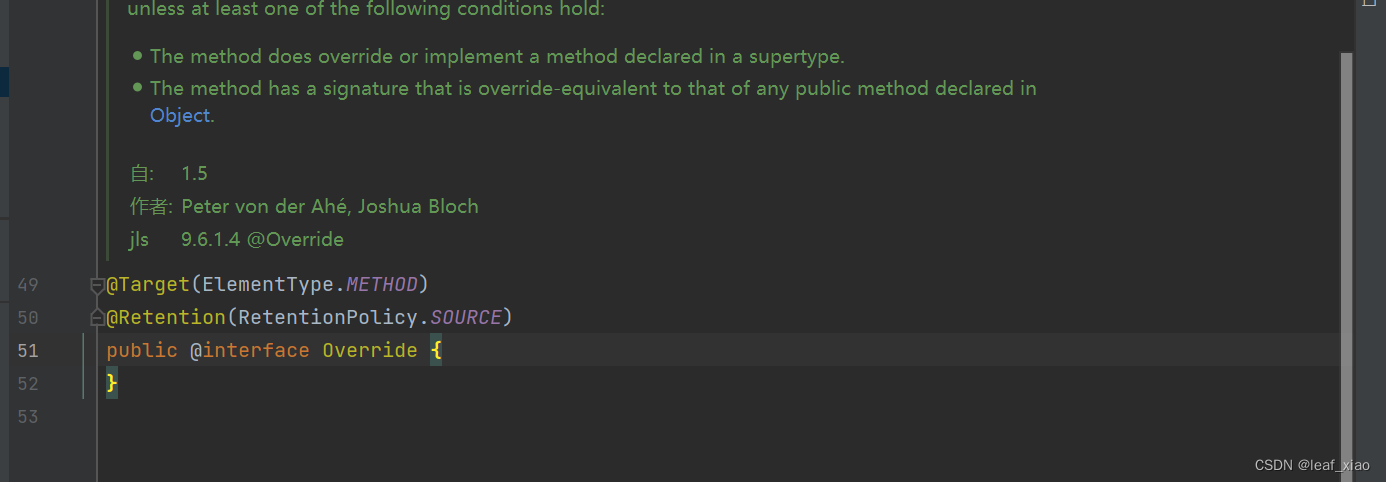 unless at least one of the following conditions hold:
• The method does override or implement a method declared in a supertype.
• The method has a signature that is override-equivalent to that of any public method declared in
Object.
自: 1.5
作者: Peter von der Ahé, Joshua Bloch
jls 9.6.1.4 @Override
49 @Target(ElementType.METHOD)
50 @Retention(RetentionPolicy.SOURCE)
51 public @interface Override {
52 }
53
CSDN @leaf_xiao